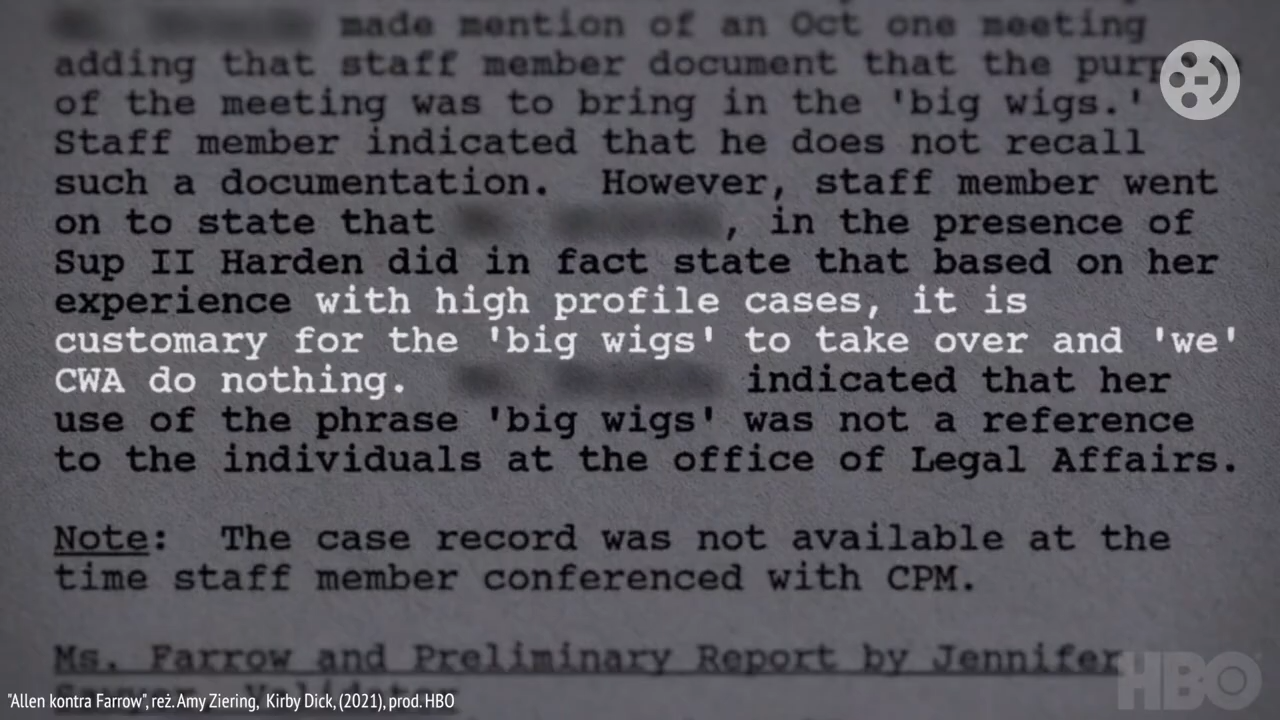 made mention of an Oct one meeting
adding that staff member document that the
of the meeting was to bring in the 'big wigs.'
Staff member indicated that he does not recall
such a documentation. However, staff member went
on to state that , in the presence of
Sup II Harden did in fact state that based on her
experience with high profile cases, it is
customary for the 'big wigs' to take over and 'we'
CWA do nothing. indicated that her
use of the phrase 'big wigs' was not a reference
to the individuals at the office of Legal Affairs.
Note: The case record was not available at the
time staff member conferenced with CPM.
Ms. Farrow and Preliminary Report by Jennifer
HBO
"Allen kontra Farrow", reż. Amy Ziering, Kirby Dick, (2021), prod. HBO